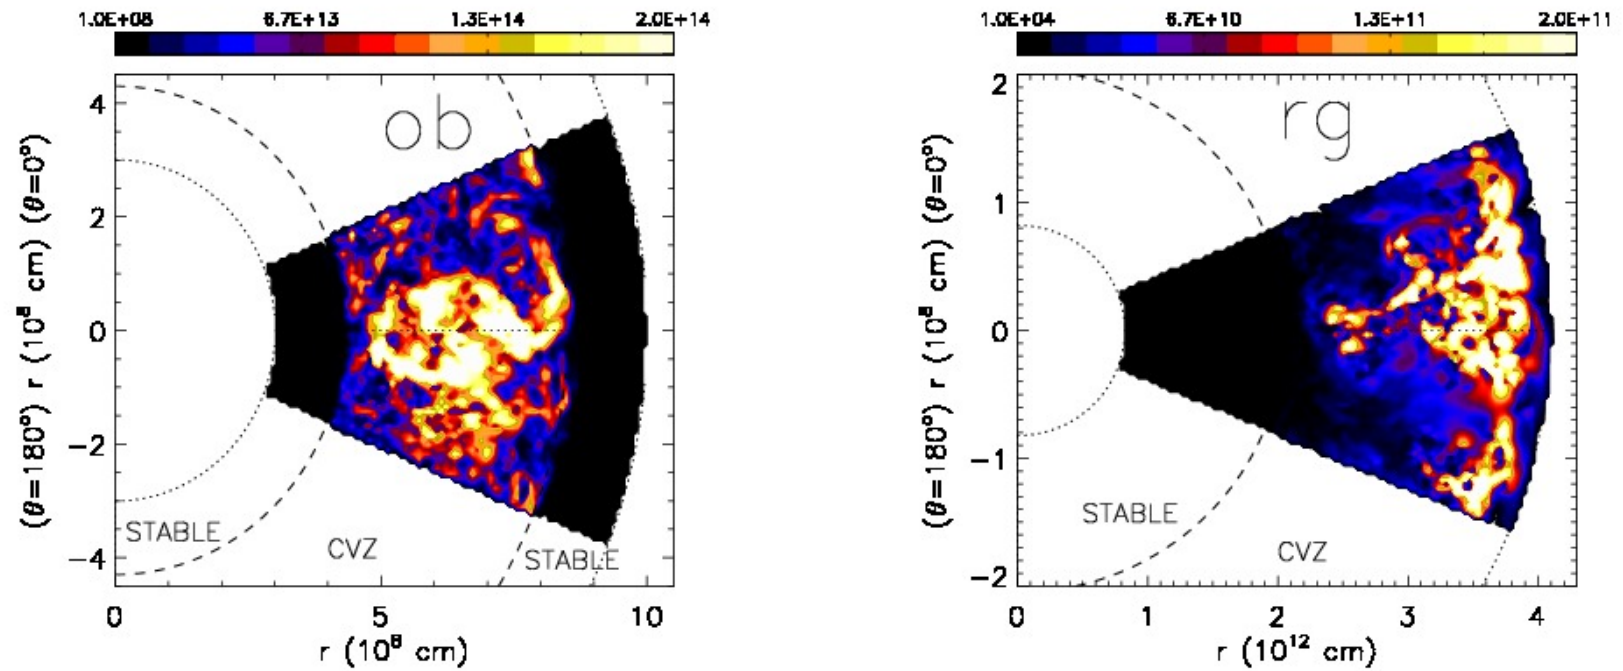 1.0E+08 6.7E+13 1.3E+14 2.0E+14
ob
4
2
0
−2
−4
(θ=180°) r (10⁸ cm) (θ=0°)
STABLE
CVZ
STABLE
0 5 10
r (10⁸ cm)
1.0E+04 6.7E+10 1.3E+11 2.0E+11
rg
2
1
0
−1
−2
(θ=180°) r (10⁸ cm) (θ=0°)
STABLE
CVZ
0 1 2 3 4
r (10¹² cm)